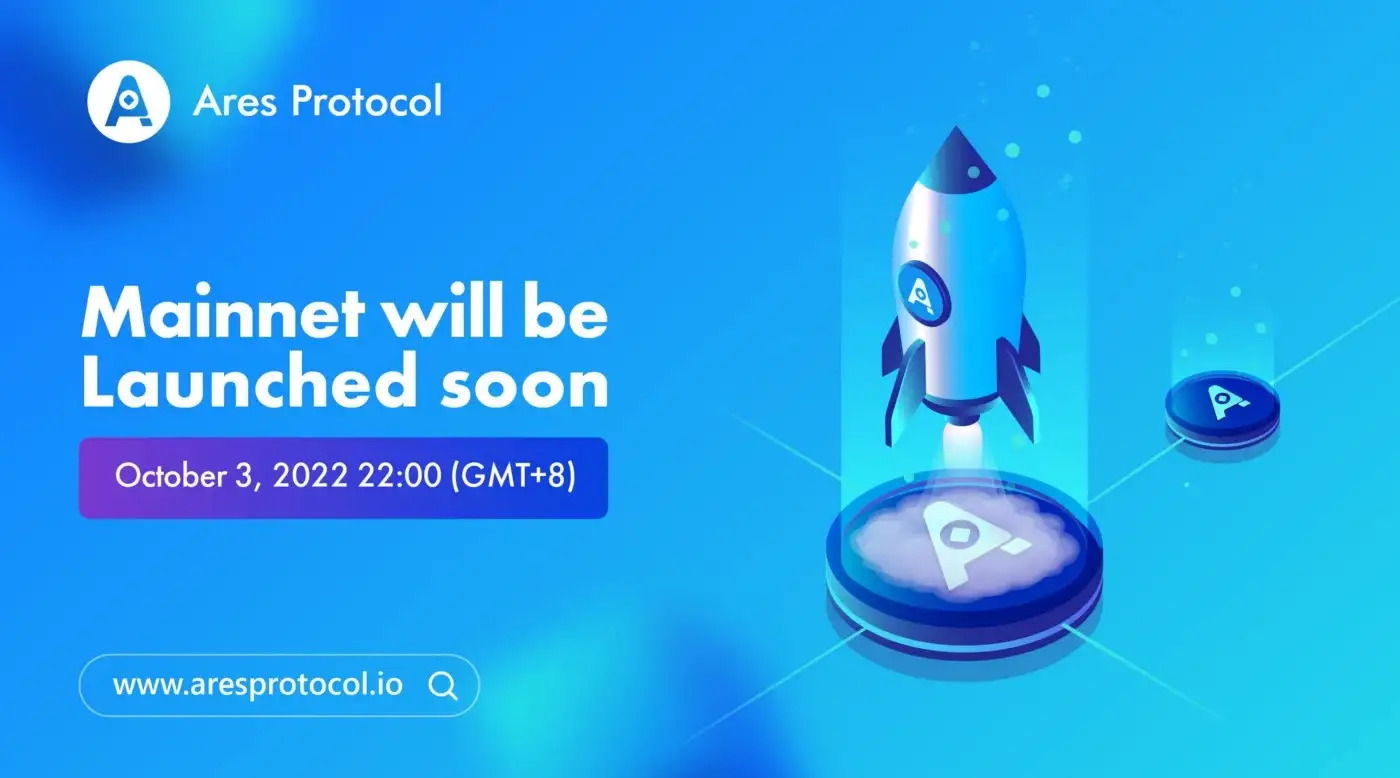 Ares Protocol
Mainnet will be
Launched soon
October 3, 2022 22:00 (GMT+8)
www.aresprotocol.io